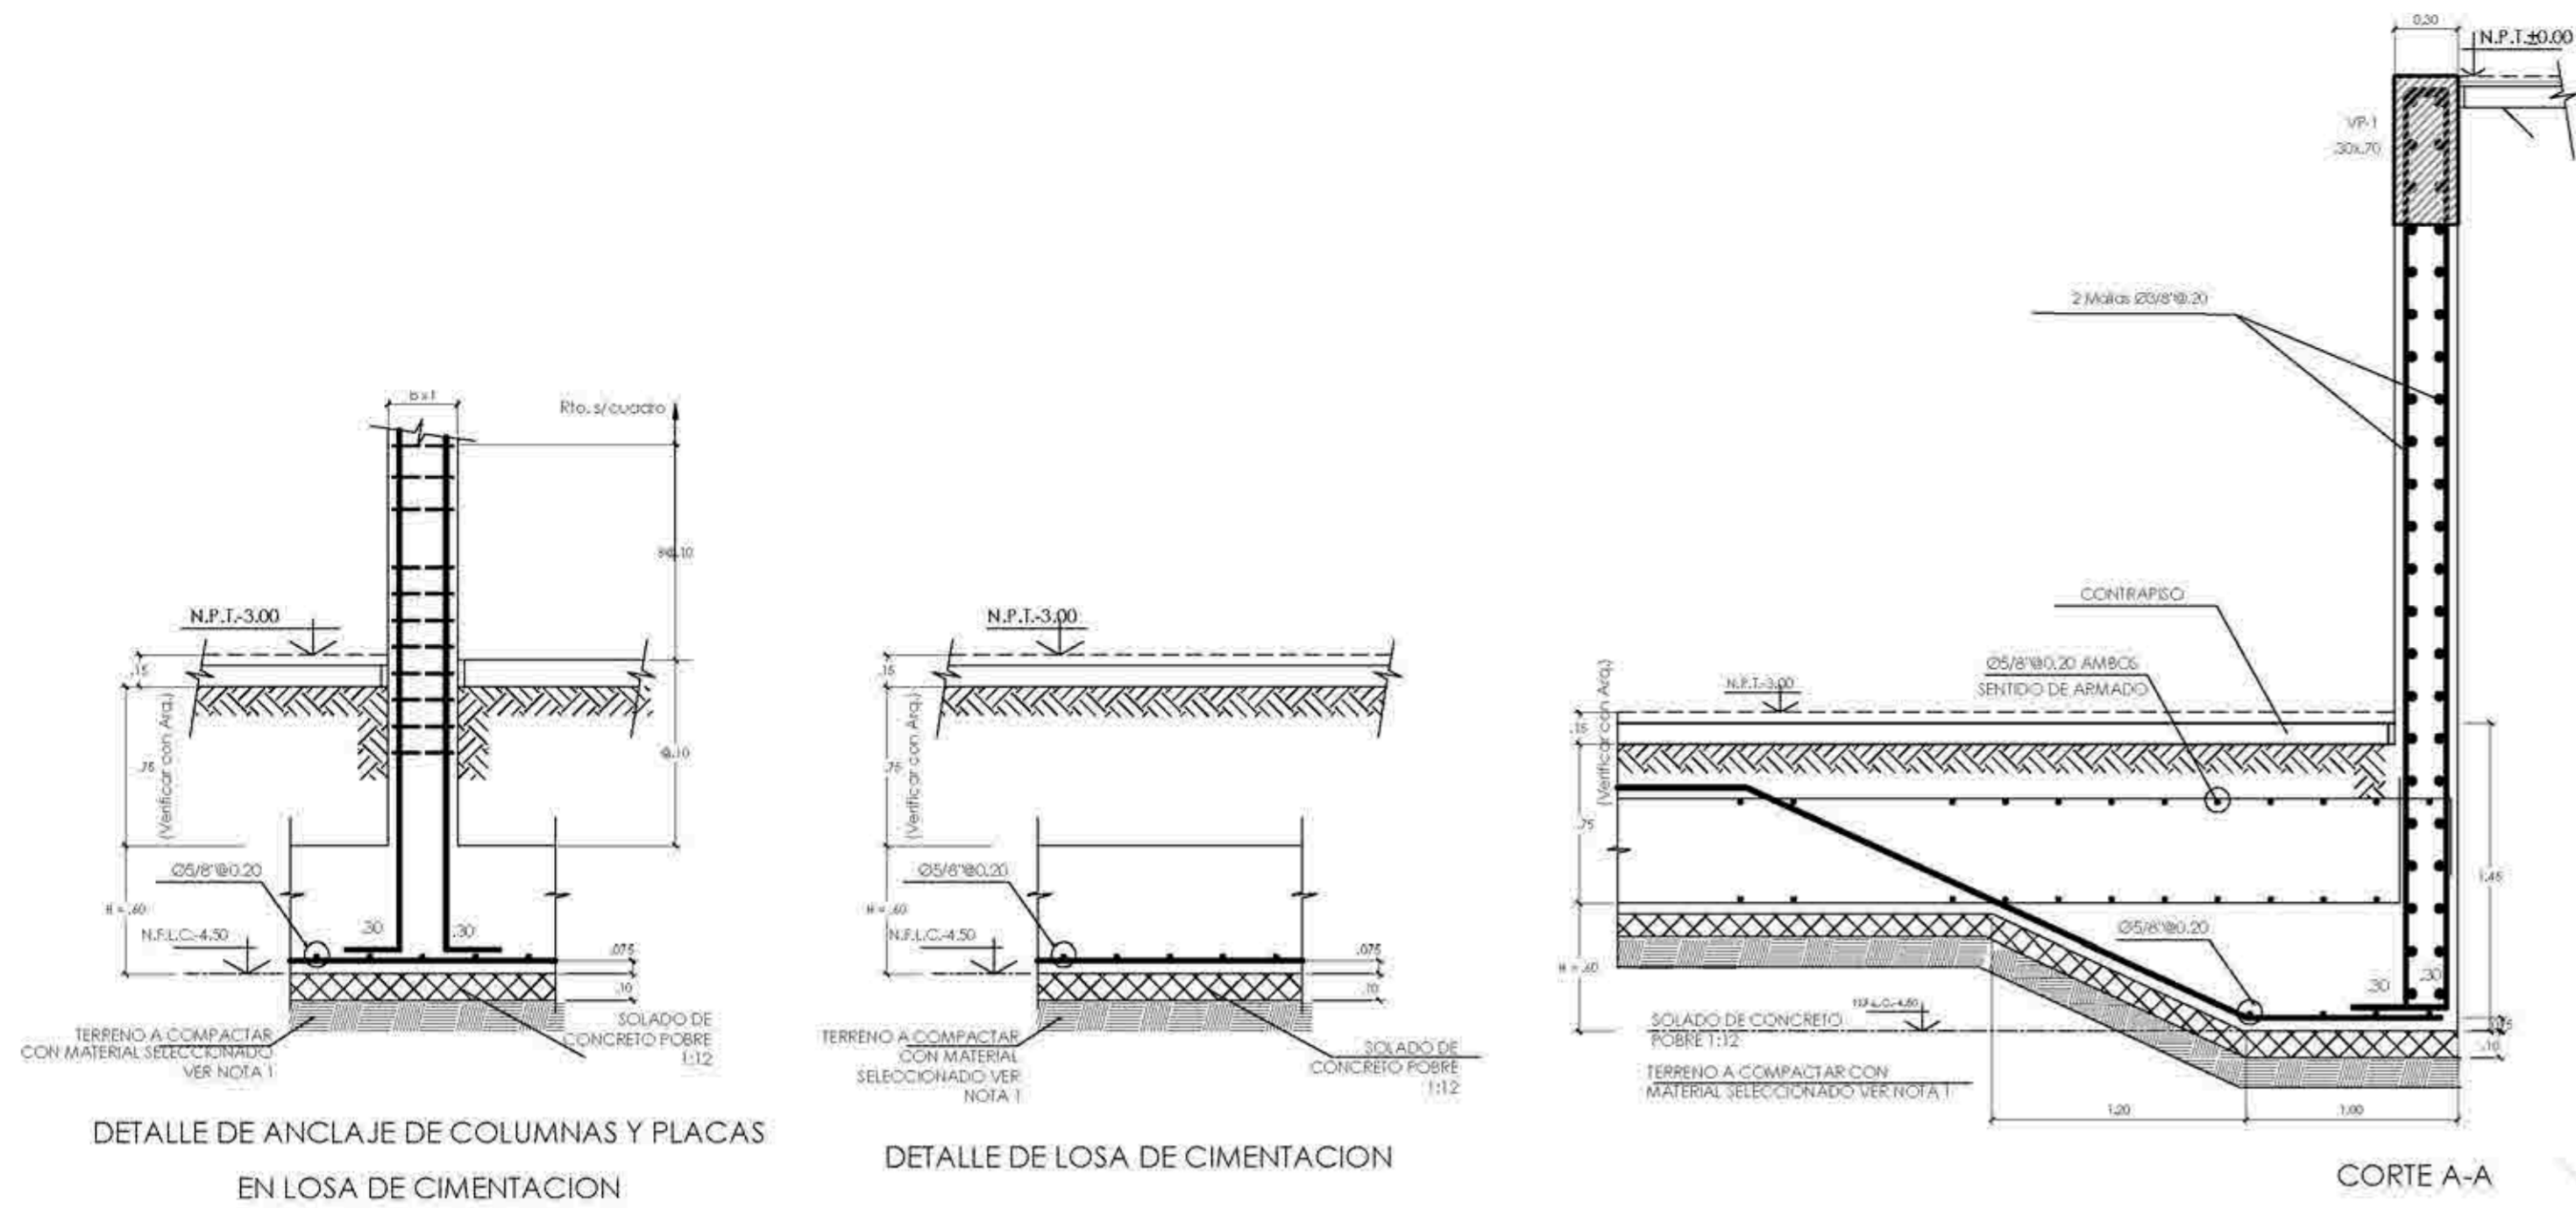 B x T
Rto. s/cuadro
8@.10
N.P.T.-3.00
.15
.75
(Verificar con Arq.)
@.10
Ø5/8"@0.20
H = .60
.30
.30
N.F.L.C.-4.50
.075
.10
TERRENO A COMPACTAR
CON MATERIAL SELECCIONADO
VER NOTA 1
SOLADO DE
CONCRETO POBRE
1:12
DETALLE DE ANCLAJE DE COLUMNAS Y PLACAS
EN LOSA DE CIMENTACION
N.P.T.-3.00
.15
.75
(Verificar con Arq.)
Ø5/8"@0.20
H = .60
N.F.L.C.-4.50
.075
.10
TERRENO A COMPACTAR
CON MATERIAL
SELECCIONADO VER
NOTA 1
SOLADO DE
CONCRETO POBRE
1:12
DETALLE DE LOSA DE CIMENTACION
0.30
N.P.T.±0.00
VP-1
.30x.70
2 Mallas Ø3/8"@.20
CONTRAPISO
Ø5/8"@0.20 AMBOS
SENTIDO DE ARMADO
N.P.T.-3.00
.15
(Verificar con Arq.)
.75
1.45
Ø5/8"@0.20
H = .60
.30
.30
N.F.L.C.-4.50
SOLADO DE CONCRETO
POBRE 1:12
.075
.10
TERRENO A COMPACTAR CON
MATERIAL SELECCIONADO VER NOTA 1
1.20
1.00
CORTE A-A